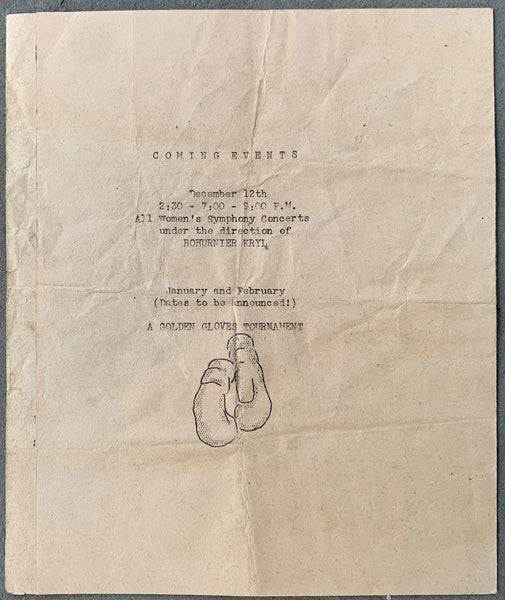 COMING EVENTS
December 12th
2:30 - 7:00 - 9:00 P.M.
All Women's Symphony Concerts
under the direction of
BOHURNIER KRYL
January and February
(Dates to be announced!)
A GOLDEN GLOVES TOURNAMENT